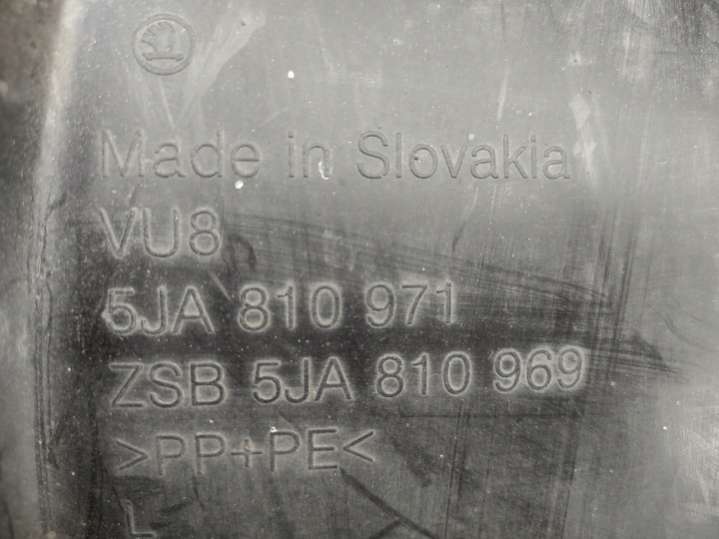 Made in Slovakia
VU8
5JA 810 971
ZSB 5JA 810 969
>PP+PE<
L